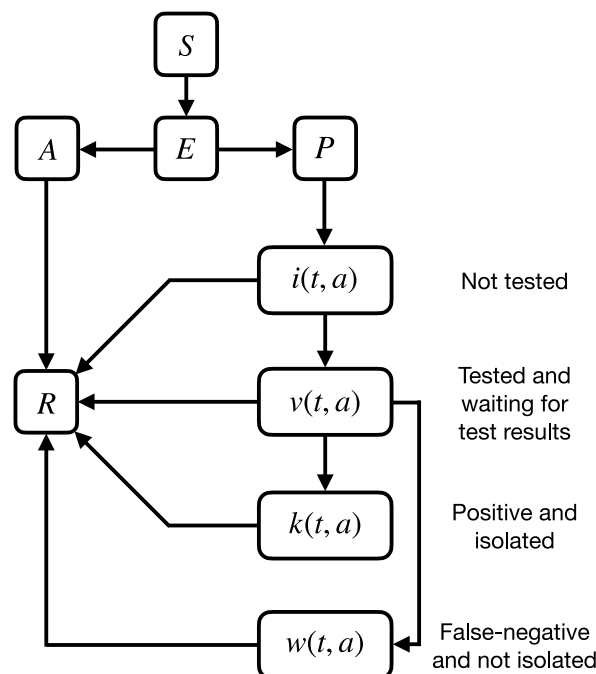 S
A
E
P
i(t, a)
Not tested
R
v(t, a)
Tested and
waiting for
test results
k(t, a)
Positive and
isolated
w(t, a)
False-negative
and not isolated